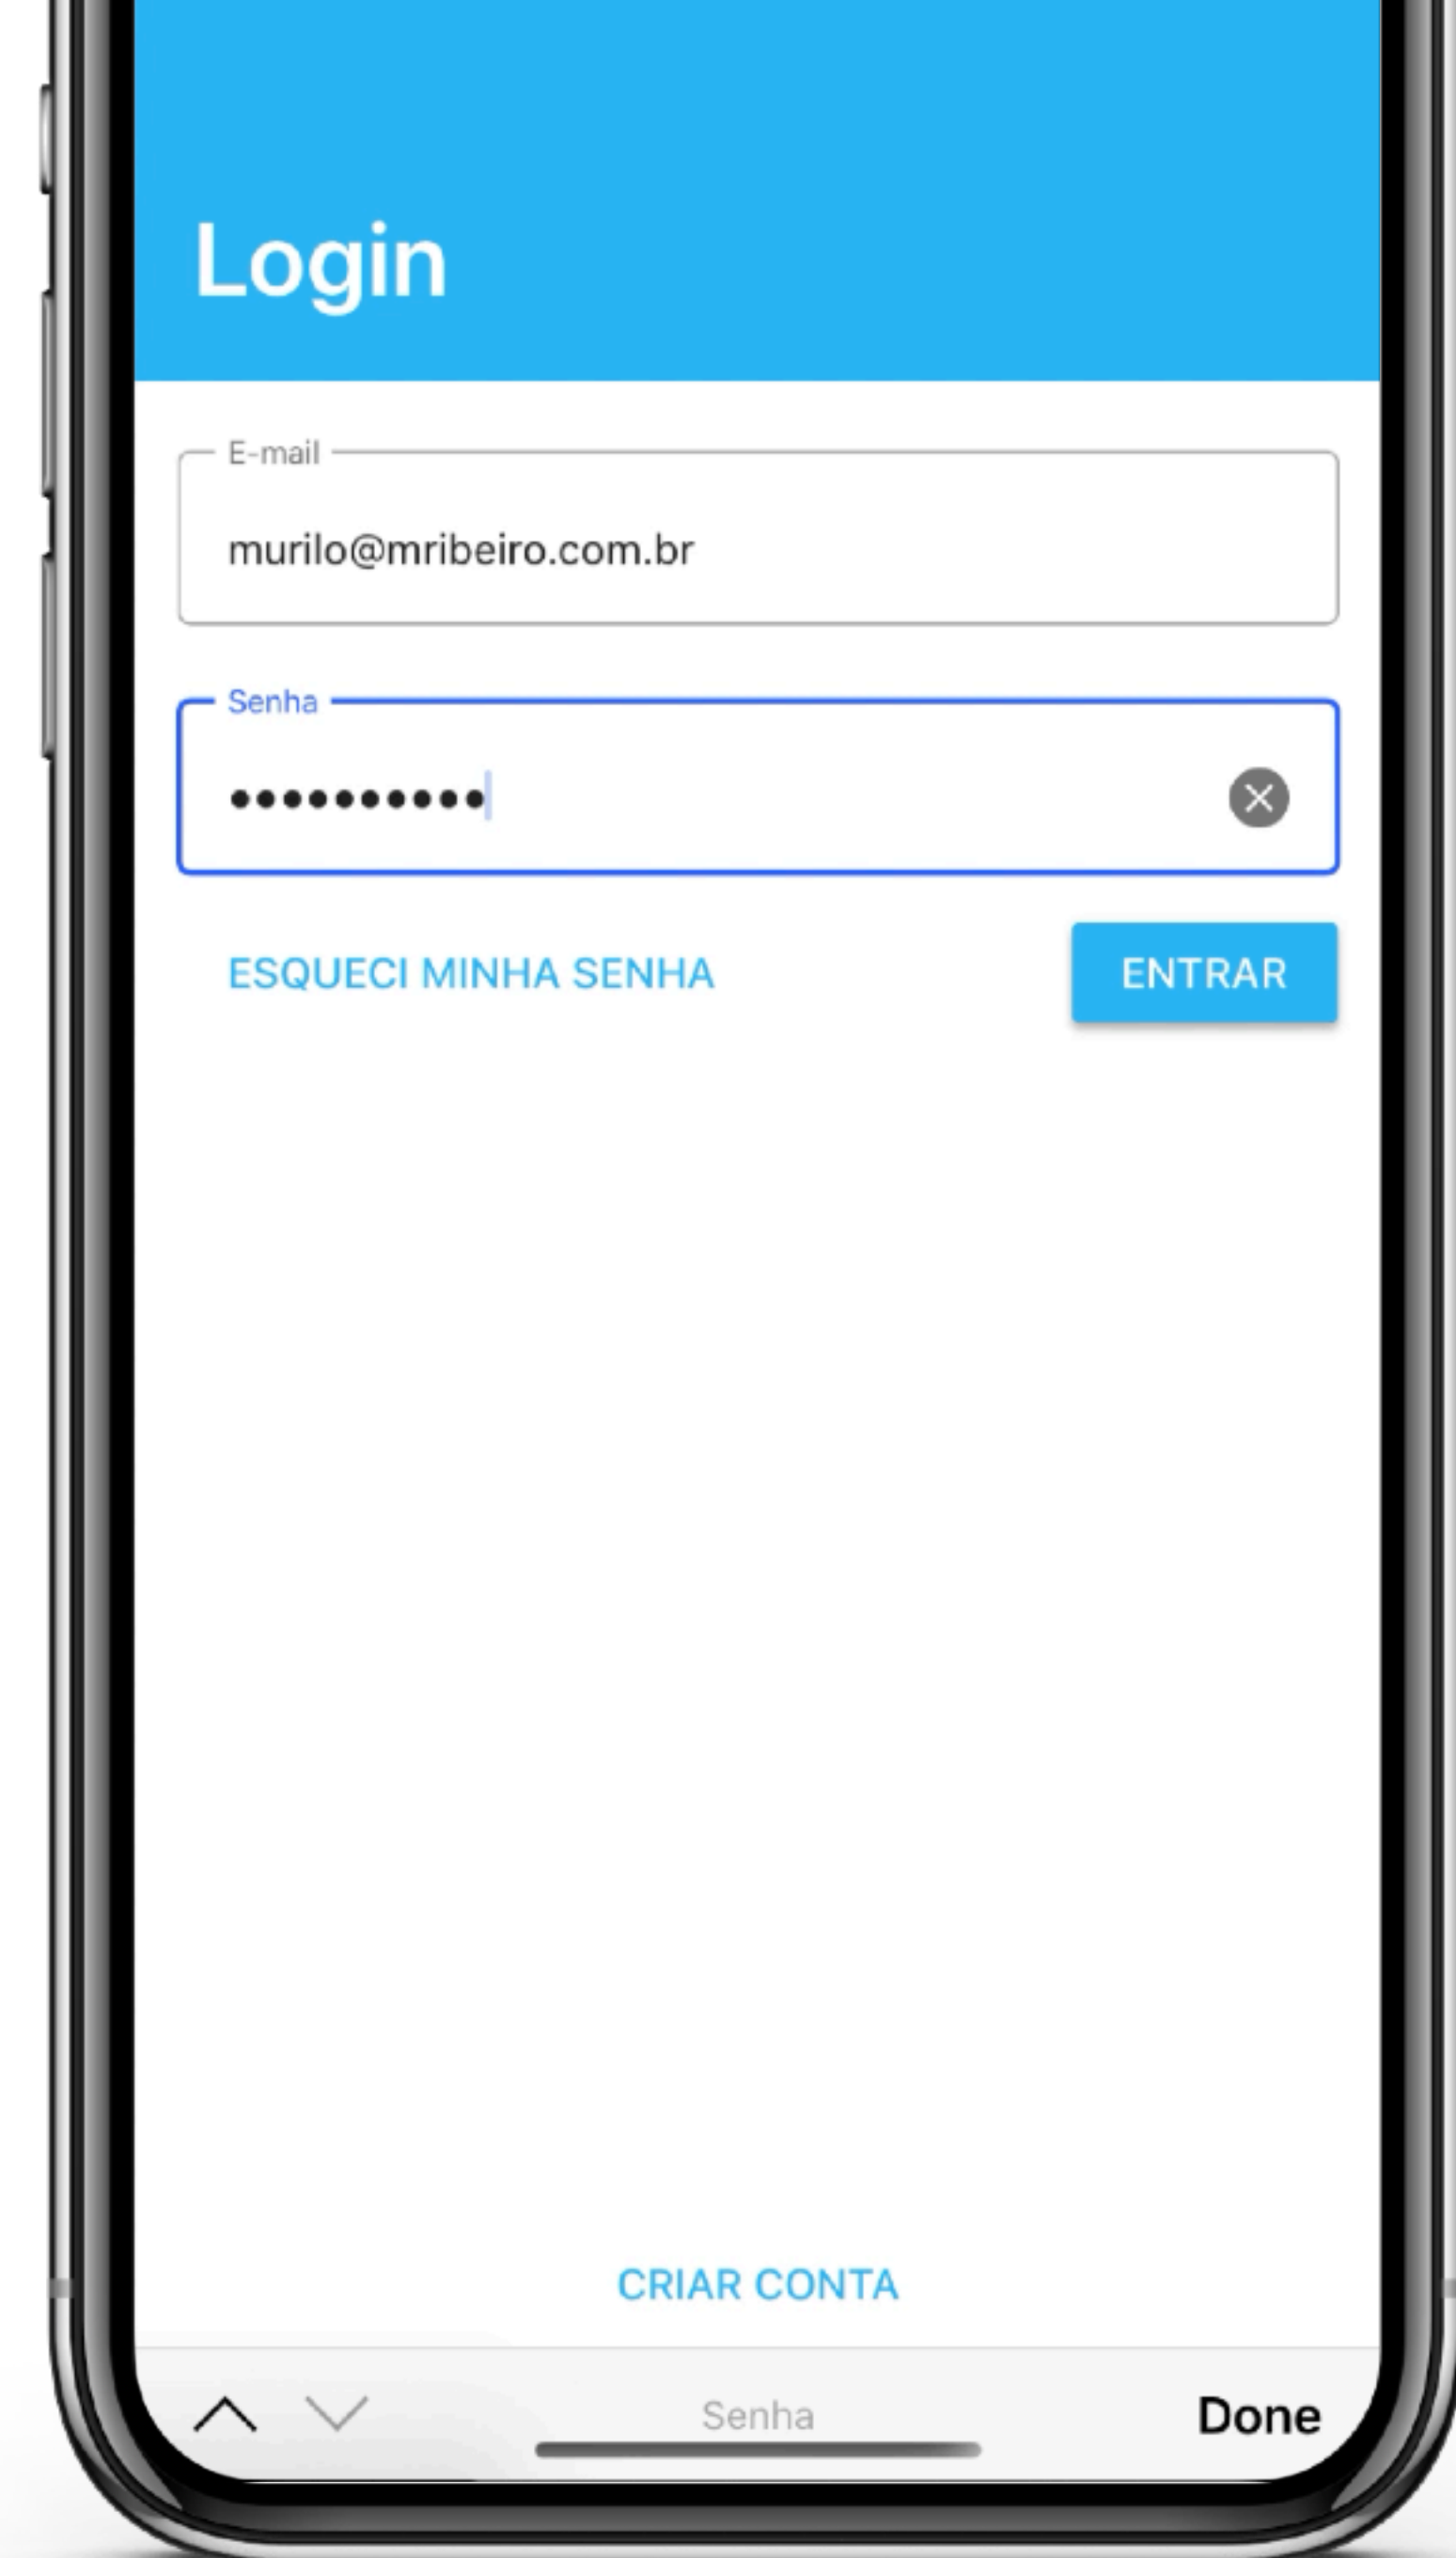 Login
E-mail
murilo@mribeiro.com.br
Senha
••••••••••
ESQUECI MINHA SENHA
ENTRAR
CRIAR CONTA
Senha
Done